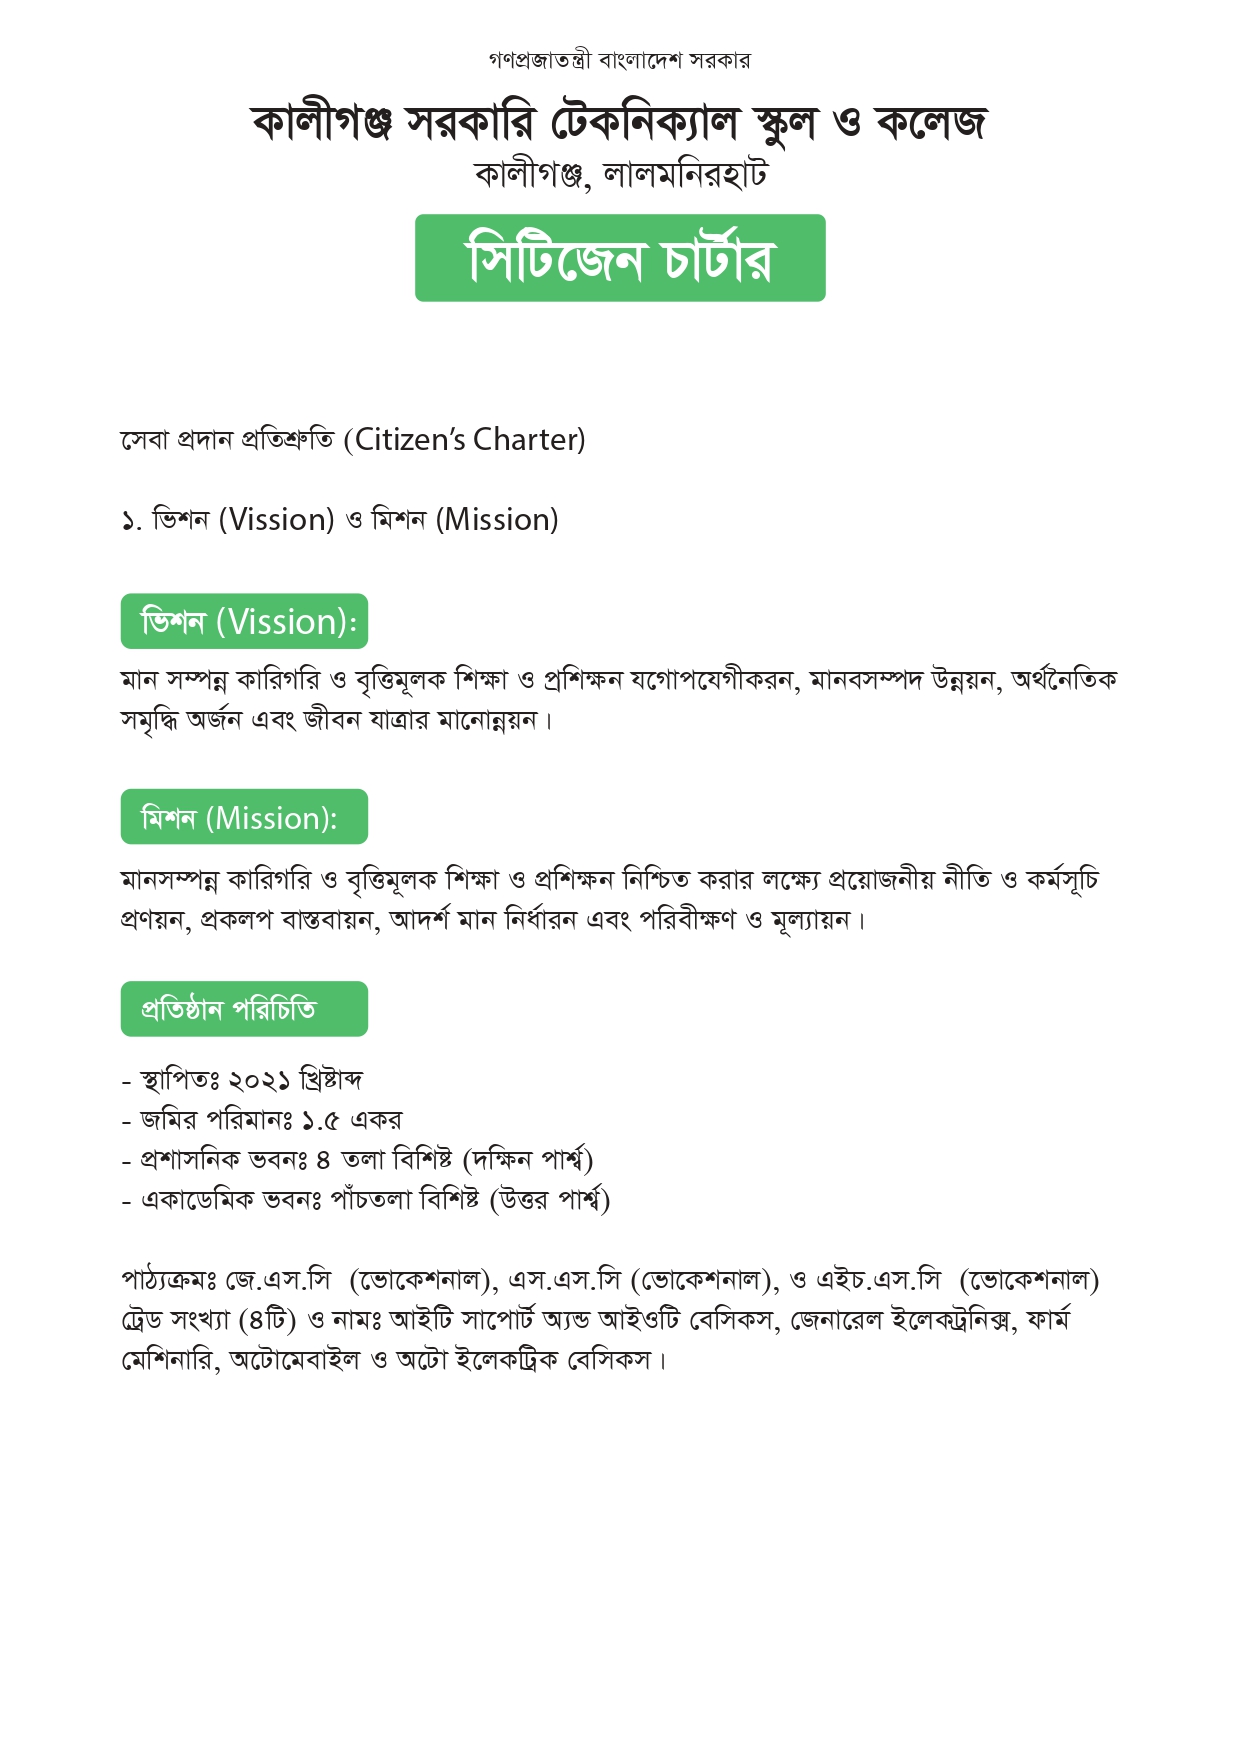 গণপ্রজাতন্ত্রী বাংলাদেশ সরকার
কালীগঞ্জ সরকারি টেকনিক্যাল স্কুল ও কলেজ
কালীগঞ্জ, লালমনিরহাট
সিটিজেন চার্টার
সেবা প্রদান প্রতিশ্রুতি (Citizen’s Charter)
১. ভিশন (Vission) ও মিশন (Mission)
ভিশন (Vission):
মান সম্পন্ন কারিগরি ও বৃত্তিমূলক শিক্ষা ও প্রশিক্ষন যগোপযেগীকরন, মানবসম্পদ উন্নয়ন, অর্থনৈতিক
সমৃদ্ধি অর্জন এবং জীবন যাত্রার মানোন্নয়ন।
মিশন (Mission):
মানসম্পন্ন কারিগরি ও বৃত্তিমূলক শিক্ষা ও প্রশিক্ষন নিশ্চিত করার লক্ষ্যে প্রয়োজনীয় নীতি ও কর্মসূচি
প্রণয়ন, প্রকলপ বাস্তবায়ন, আদর্শ মান নির্ধারন এবং পরিবীক্ষণ ও মূল্যায়ন।
প্রতিষ্ঠান পরিচিতি
- স্থাপিতঃ ২০২১ খ্রিষ্টাব্দ
- জমির পরিমানঃ ১.৫ একর
- প্রশাসনিক ভবনঃ ৪ তলা বিশিষ্ট (দক্ষিন পার্শ্ব)
- একাডেমিক ভবনঃ পাঁচতলা বিশিষ্ট (উত্তর পার্শ্ব)
পাঠ্যক্রমঃ জে.এস.সি (ভোকেশনাল), এস.এস.সি (ভোকেশনাল), ও এইচ.এস.সি (ভোকেশনাল)
ট্রেড সংখ্যা (৪টি) ও নামঃ আইটি সাপোর্ট অ্যন্ড আইওটি বেসিকস, জেনারেল ইলেকট্রনিক্স, ফার্ম
মেশিনারি, অটোমেবাইল ও অটো ইলেকট্রিক বেসিকস।